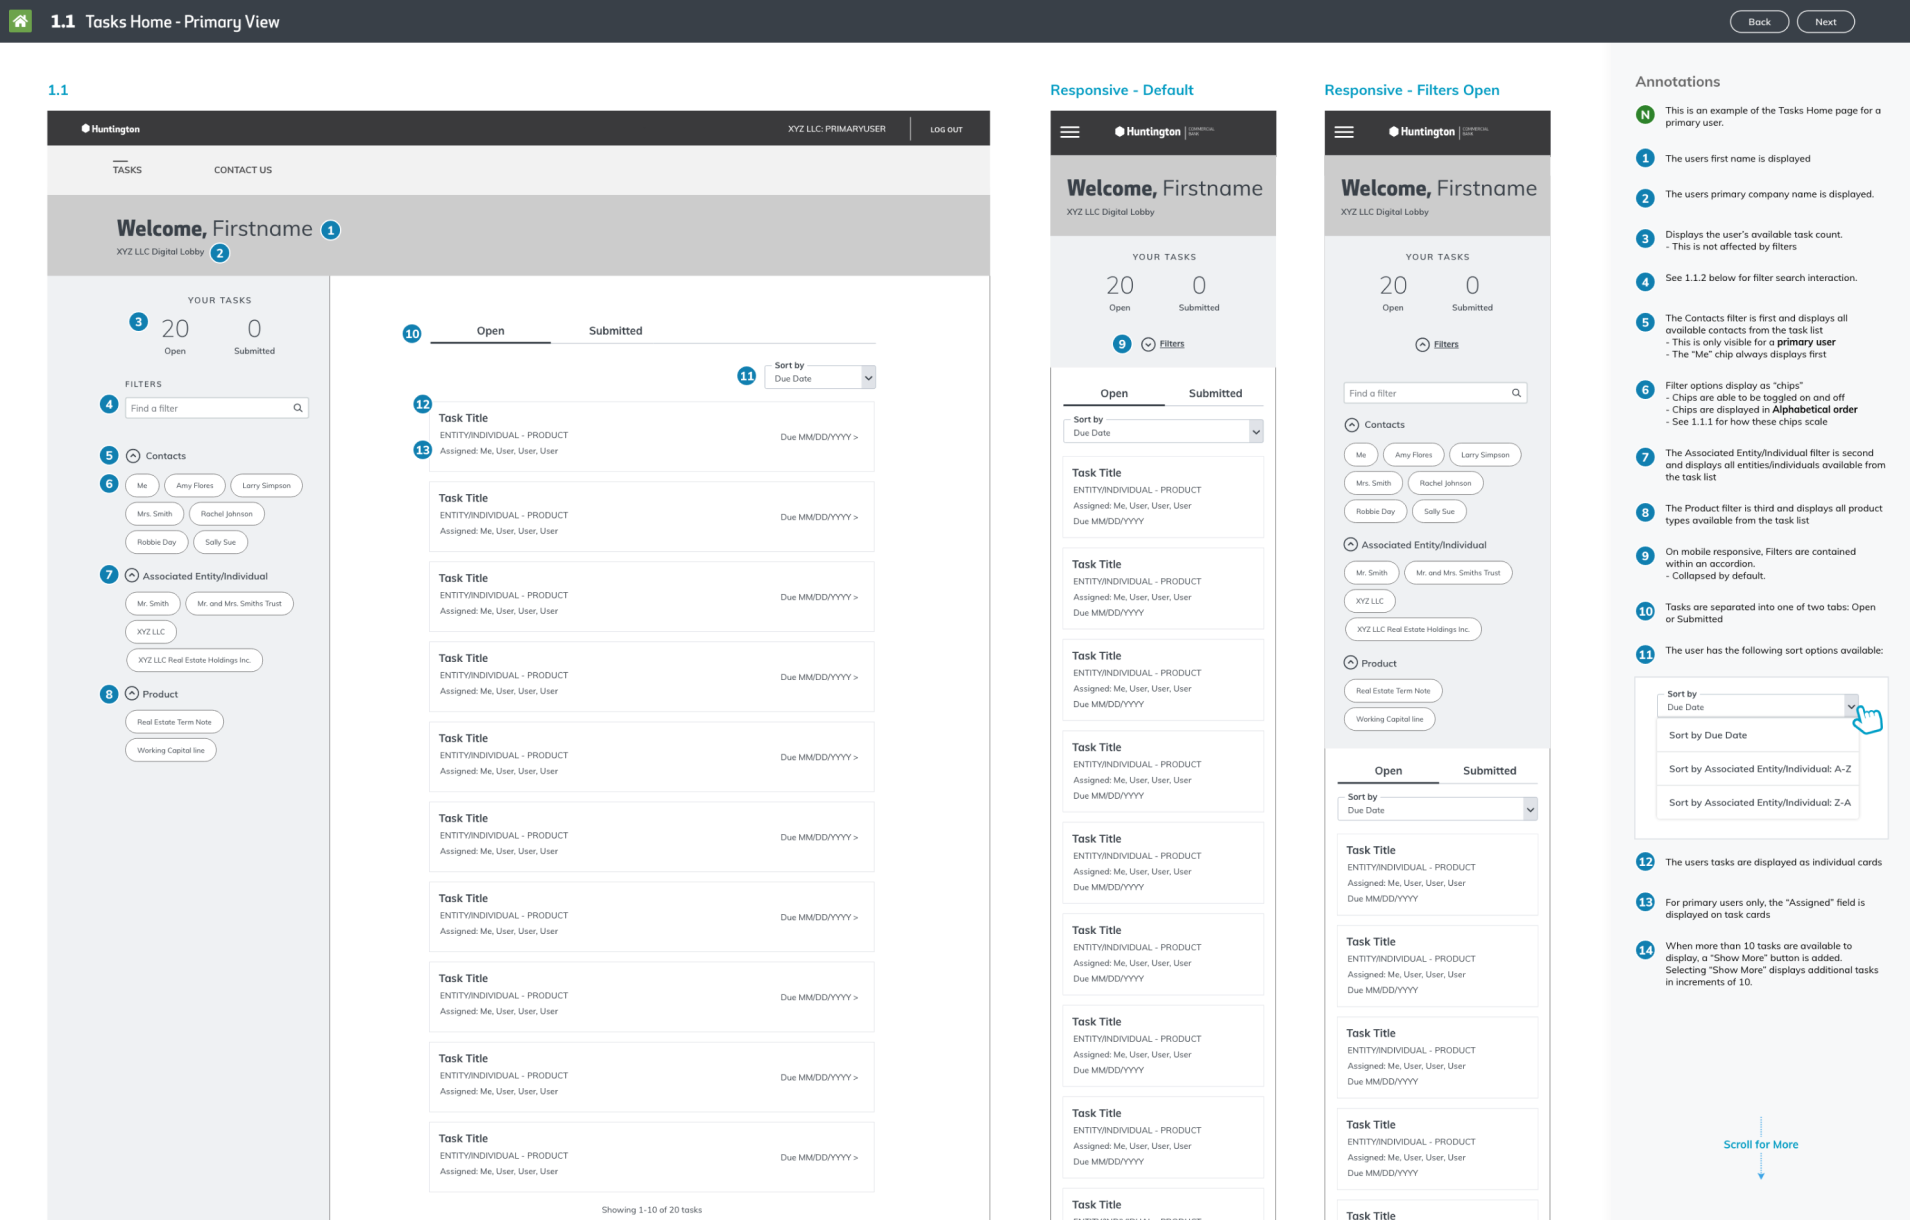 1.1 Tasks Home - Primary View
Back
Next
1.1
Huntington
XYZ LLC: PRIMARYUSER
LOG OUT
TASKS
CONTACT US
Welcome, Firstname
1
XYZ LLC Digital Lobby
2
YOUR TASKS
3
20
0
Open
Submitted
FILTERS
4
Find a filter
5
Contacts
6
Me
Amy Flores
Larry Simpson
Mrs. Smith
Rachel Johnson
Robbie Day
Sally Sue
7
Associated Entity/Individual
Mr. Smith
Mr. and Mrs. Smiths Trust
XYZ LLC
XYZ LLC Real Estate Holdings Inc.
8
Product
Real Estate Term Note
Working Capital line
10
Open
Submitted
11
Sort by
Due Date
12
Task Title
ENTITY/INDIVIDUAL - PRODUCT
Due MM/DD/YYYY >
13
Assigned: Me, User, User, User
Task Title
ENTITY/INDIVIDUAL - PRODUCT
Due MM/DD/YYYY >
Assigned: Me, User, User, User
Task Title
ENTITY/INDIVIDUAL - PRODUCT
Due MM/DD/YYYY >
Assigned: Me, User, User, User
Task Title
ENTITY/INDIVIDUAL - PRODUCT
Due MM/DD/YYYY >
Assigned: Me, User, User, User
Task Title
ENTITY/INDIVIDUAL - PRODUCT
Due MM/DD/YYYY >
Assigned: Me, User, User, User
Task Title
ENTITY/INDIVIDUAL - PRODUCT
Due MM/DD/YYYY >
Assigned: Me, User, User, User
Task Title
ENTITY/INDIVIDUAL - PRODUCT
Due MM/DD/YYYY >
Assigned: Me, User, User, User
Task Title
ENTITY/INDIVIDUAL - PRODUCT
Due MM/DD/YYYY >
Assigned: Me, User, User, User
Task Title
ENTITY/INDIVIDUAL - PRODUCT
Due MM/DD/YYYY >
Assigned: Me, User, User, User
Task Title
ENTITY/INDIVIDUAL - PRODUCT
Due MM/DD/YYYY >
Assigned: Me, User, User, User
Showing 1-10 of 20 tasks
Responsive - Default
Huntington
COMMERCIAL
BANK
Welcome, Firstname
XYZ LLC Digital Lobby
YOUR TASKS
20
0
Open
Submitted
9
Filters
Open
Submitted
Sort by
Due Date
Task Title
ENTITY/INDIVIDUAL - PRODUCT
Assigned: Me, User, User, User
Due MM/DD/YYYY
Task Title
ENTITY/INDIVIDUAL - PRODUCT
Assigned: Me, User, User, User
Due MM/DD/YYYY
Task Title
ENTITY/INDIVIDUAL - PRODUCT
Assigned: Me, User, User, User
Due MM/DD/YYYY
Task Title
ENTITY/INDIVIDUAL - PRODUCT
Assigned: Me, User, User, User
Due MM/DD/YYYY
Task Title
ENTITY/INDIVIDUAL - PRODUCT
Assigned: Me, User, User, User
Due MM/DD/YYYY
Task Title
ENTITY/INDIVIDUAL - PRODUCT
Assigned: Me, User, User, User
Due MM/DD/YYYY
Task Title
ENTITY/INDIVIDUAL - PRODUCT
Assigned: Me, User, User, User
Due MM/DD/YYYY
Task Title
ENTITY/INDIVIDUAL - PRODUCT
Assigned: Me, User, User, User
Due MM/DD/YYYY
Task Title
Responsive - Filters Open
Huntington
COMMERCIAL
BANK
Welcome, Firstname
XYZ LLC Digital Lobby
YOUR TASKS
20
0
Open
Submitted
Filters
Find a filter
Contacts
Me
Amy Flores
Larry Simpson
Mrs. Smith
Rachel Johnson
Robbie Day
Sally Sue
Associated Entity/Individual
Mr. Smith
Mr. and Mrs. Smiths Trust
XYZ LLC
XYZ LLC Real Estate Holdings Inc.
Product
Real Estate Term Note
Working Capital line
Open
Submitted
Sort by
Due Date
Task Title
ENTITY/INDIVIDUAL - PRODUCT
Assigned: Me, User, User, User
Due MM/DD/YYYY
Task Title
ENTITY/INDIVIDUAL - PRODUCT
Assigned: Me, User, User, User
Due MM/DD/YYYY
Task Title
ENTITY/INDIVIDUAL - PRODUCT
Assigned: Me, User, User, User
Due MM/DD/YYYY
Task Title
ENTITY/INDIVIDUAL - PRODUCT
Assigned: Me, User, User, User
Due MM/DD/YYYY
Task Title
Annotations
N
This is an example of the Tasks Home page for a
primary user.
1
The users first name is displayed
2
The users primary company name is displayed.
3
Displays the user's available task count.
- This is not affected by filters
4
See 1.1.2 below for filter search interaction.
5
The Contacts filter is first and displays all
available contacts from the task list
- This is only visible for a primary user
- The “Me” chip always displays first
6
Filter options display as “chips”
- Chips are able to be toggled on and off
- Chips are displayed in Alphabetical order
- See 1.1.1 for how these chips scale
7
The Associated Entity/Individual filter is second
and displays all entities/individuals available from
the task list
8
The Product filter is third and displays all product
types available from the task list
9
On mobile responsive, Filters are contained
within an accordion.
- Collapsed by default.
10
Tasks are separated into one of two tabs: Open
or Submitted
11
The user has the following sort options available:
Sort by
Due Date
Sort by Due Date
Sort by Associated Entity/Individual: A-Z
Sort by Associated Entity/Individual: Z-A
12
The users tasks are displayed as individual cards
13
For primary users only, the “Assigned” field is
displayed on task cards
14
When more than 10 tasks are available to
display, a “Show More” button is added.
Selecting “Show More” displays additional tasks
in increments of 10.
Scroll for More